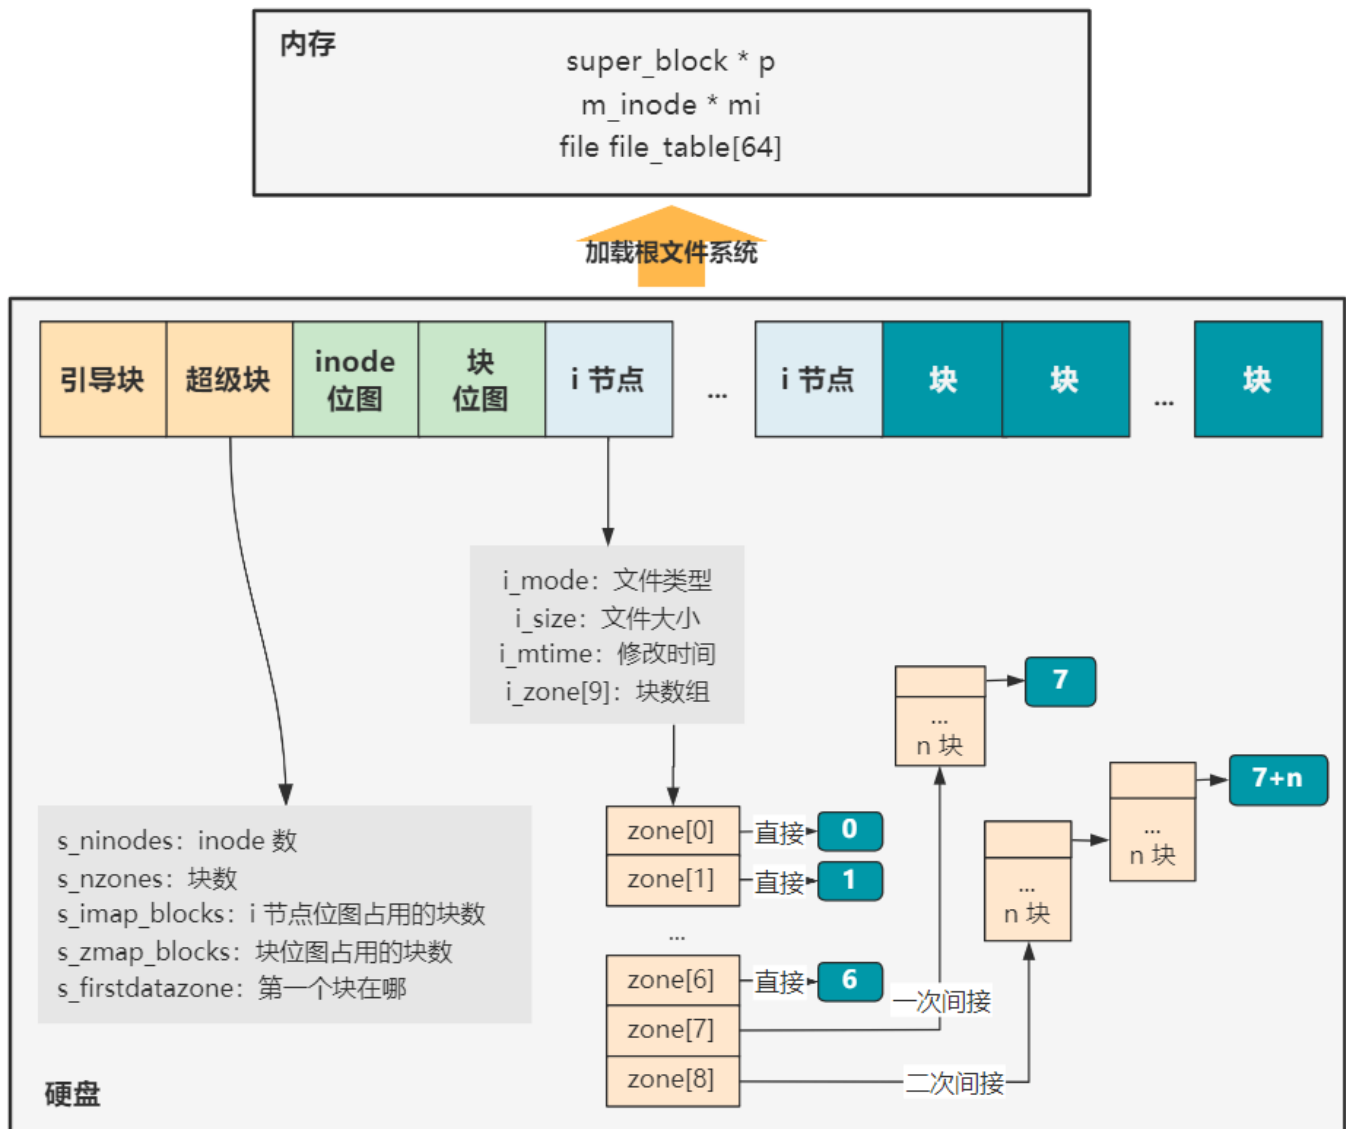 内存
super_block * p
m_inode * mi
file file_table[64]
加载根文件系统
引导块
超级块
inode
位图
块
位图
i 节点
...
i 节点
块
块
...
块
i_mode：文件类型
i_size：文件大小
i_mtime：修改时间
i_zone[9]：块数组
s_ninodes：inode 数
s_nzones：块数
s_imap_blocks：i 节点位图占用的块数
s_zmap_blocks：块位图占用的块数
s_firstdatazone：第一个块在哪
zone[0]
直接
0
zone[1]
直接
1
...
zone[6]
直接
6
zone[7]
一次间接
...
n 块
7
zone[8]
二次间接
...
n 块
...
n 块
7+n
硬盘